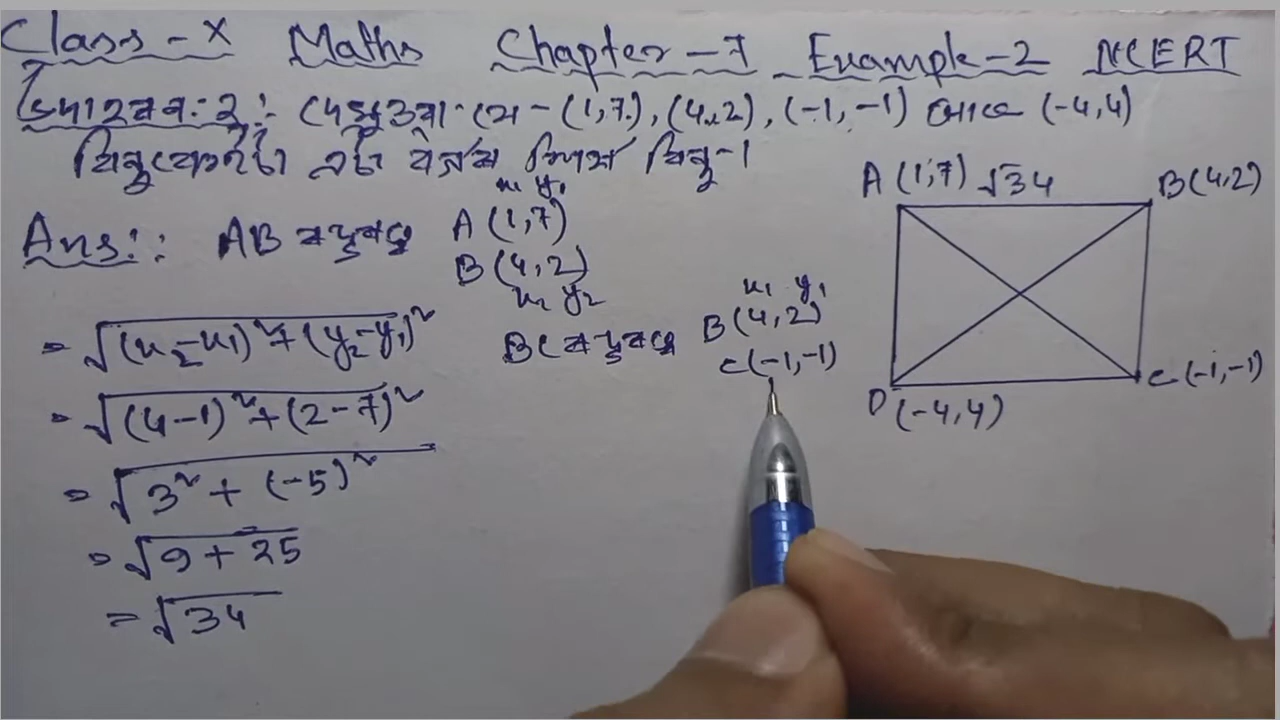 Class - X Maths Chapter - 7 Example - 2 NCERT
উদাহৰণ: 2: দেখুওৱা যে - (1,7), (4,2), (-1,-1) আৰু (-4,4)
বিন্দুকেইটা এটা বৰ্গৰ শীৰ্ষ বিন্দু।
Ans:: AB ৰ দূৰত্ব
x₁ y₁
A (1,7)
B (4,2)
x₂ y₂
= √(x₂-x₁)²+(y₂-y₁)²
= √(4-1)²+(2-7)²
= √3²+(-5)²
= √9+25
= √34
BC ৰ দূৰত্ব
x₁ y₁
B(4,2)
C(-1,-1)
A (1,7) √34 B(4,2)
D (-4,4) C(-1,-1)